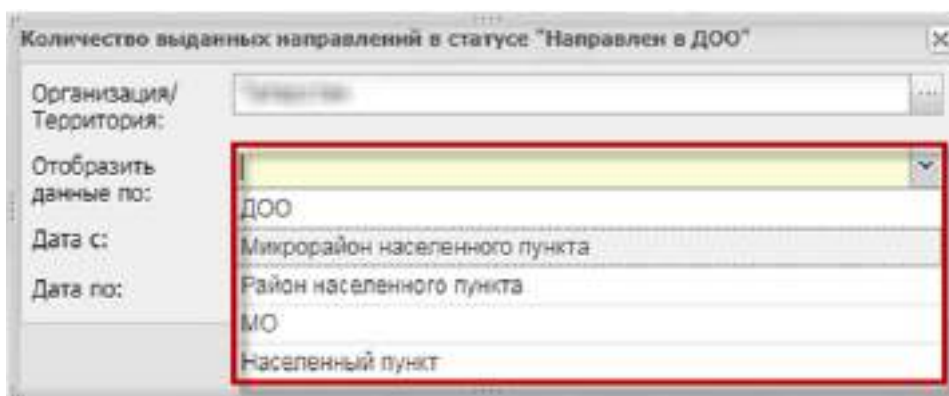 Количество выданных направлений в статусе "Направлен в ДОО"
Организация/
Территория:
Отобразить
данные по:
ДОО
Дата с:
Микрорайон населенного пункта
Дата по:
Район населенного пункта
МО
Населенный пункт